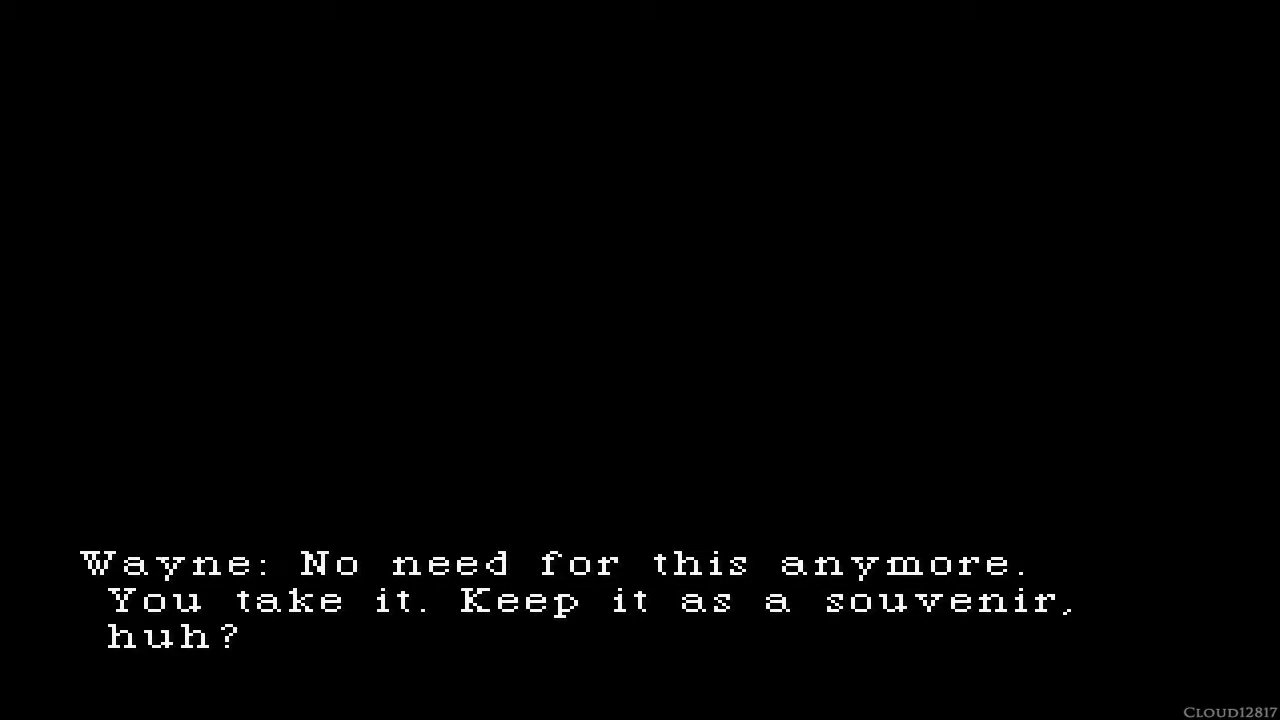 Wayne: No need for this anymore.
You take it. Keep it as a souvenir,
huh?
Cloud12817